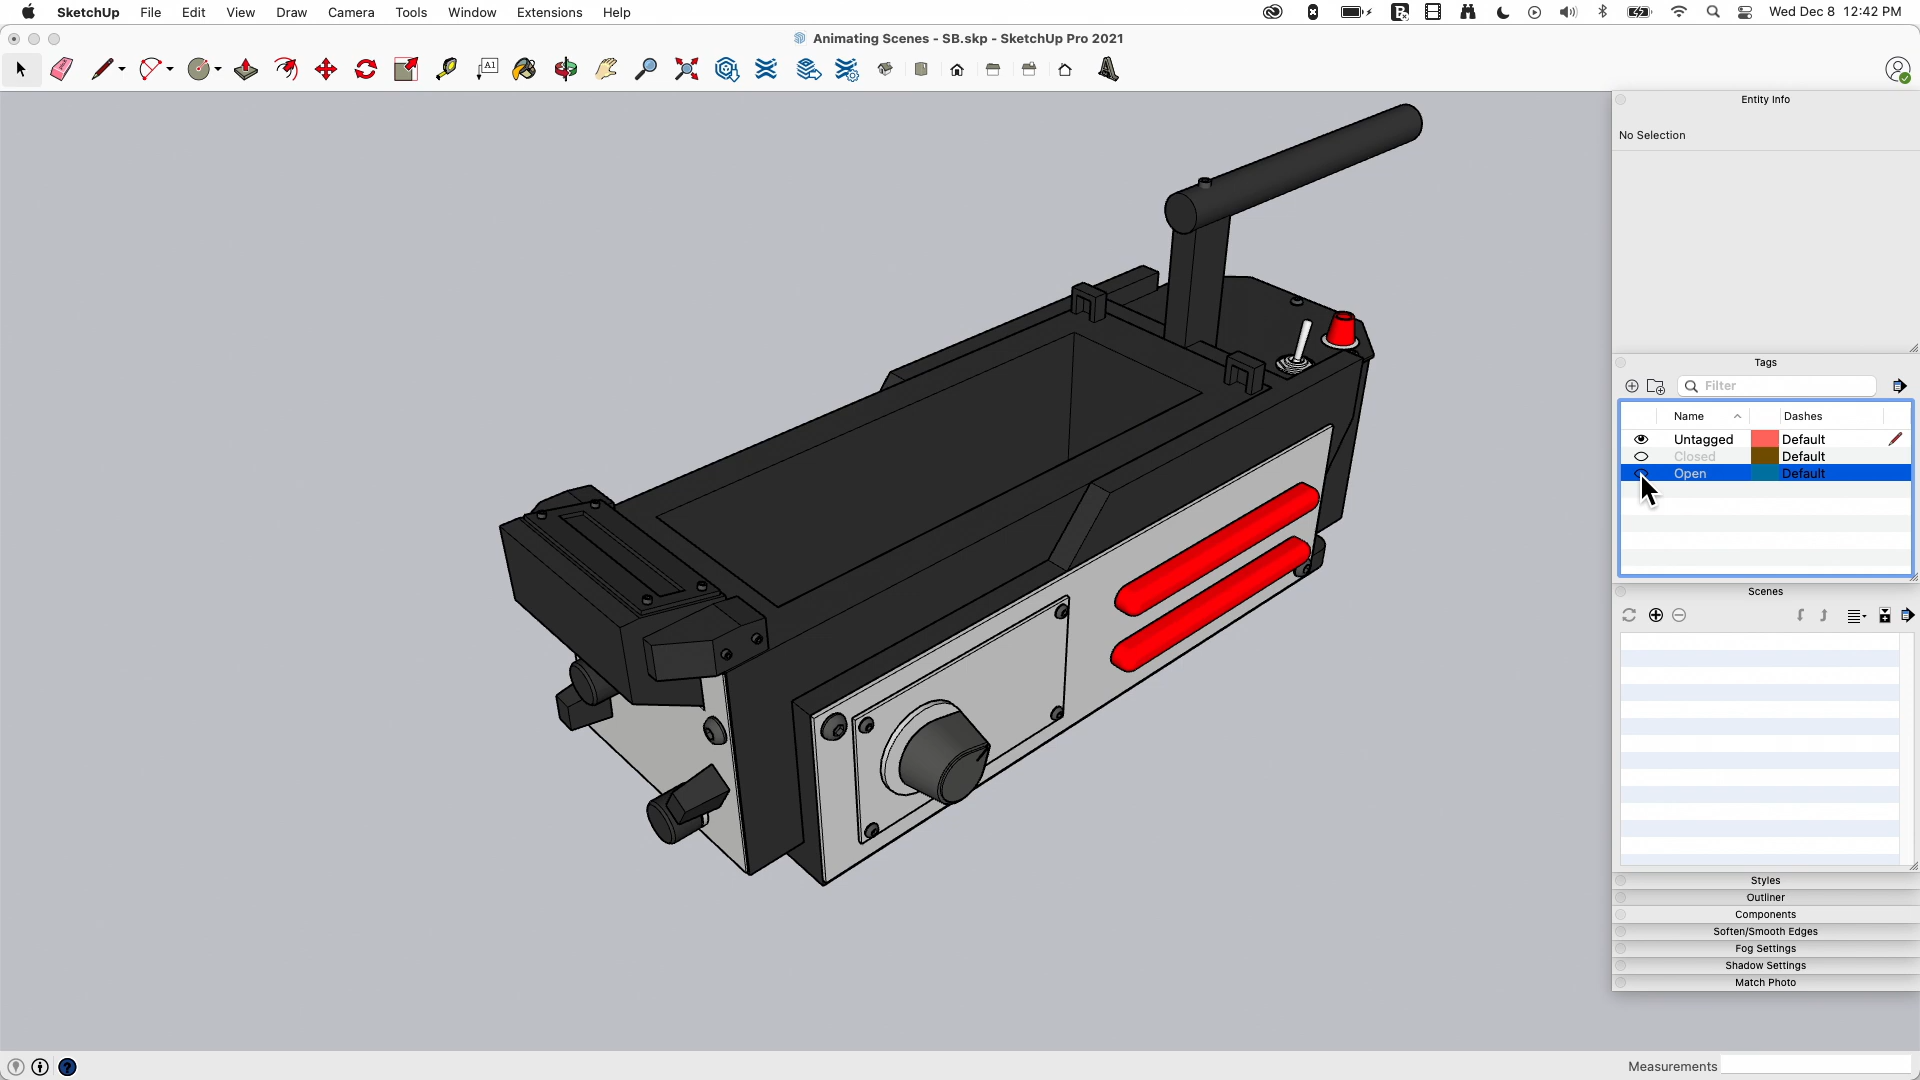 SketchUp File Edit View Draw Camera Tools Window Extensions Help Wed Dec 8 12:42 PM
Animating Scenes - SB.skp - SketchUp Pro 2021
A1
Entity Info
No Selection
Tags
Filter
Name Dashes
Untagged Default
Closed Default
Open Default
Scenes
Styles
Outliner
Components
Soften/Smooth Edges
Fog Settings
Shadow Settings
Match Photo
Measurements